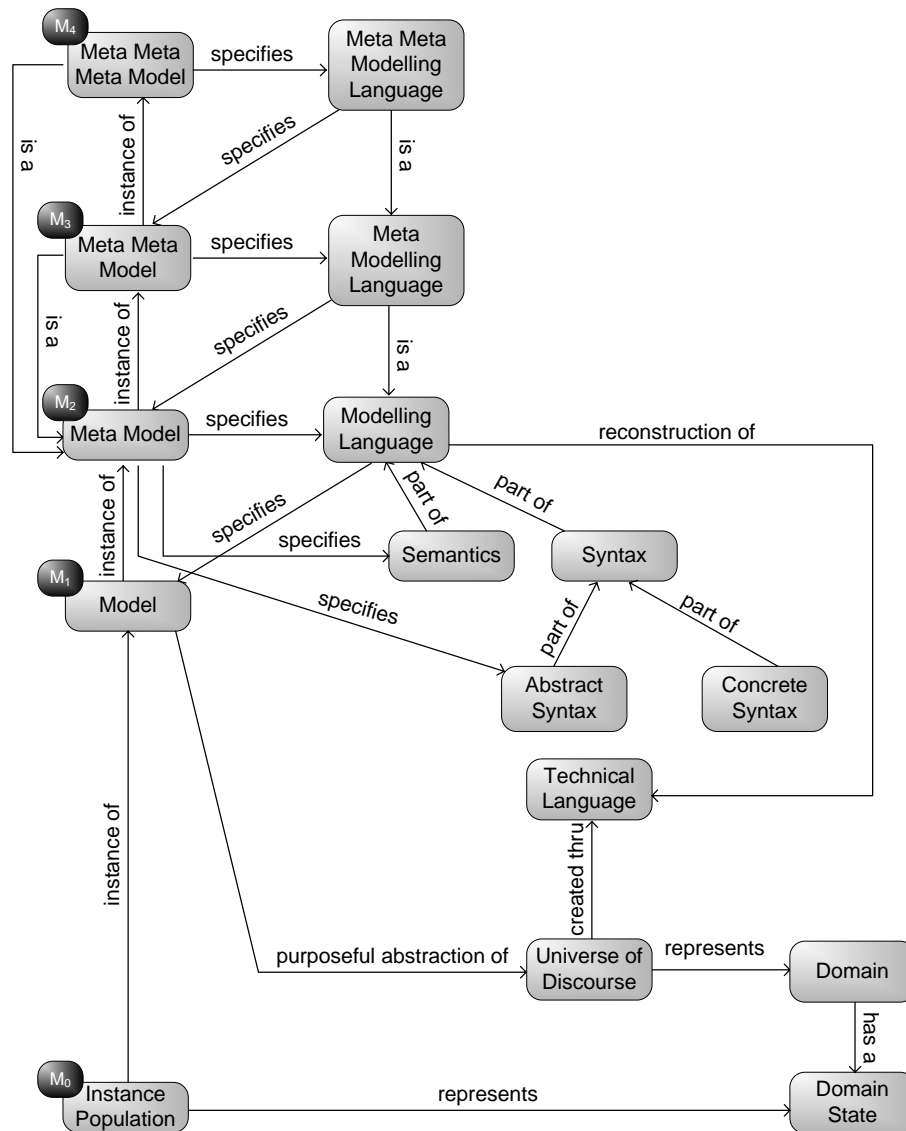 M4
Meta Meta
Meta Model
specifies
Meta Meta
Modelling
Language
is a
instance of
specifies
is a
M3
Meta Meta
Model
specifies
Meta
Modelling
Language
is a
instance of
specifies
is a
M2
Meta Model
specifies
Modelling
Language
reconstruction of
instance of
specifies
part of
part of
specifies
Semantics
Syntax
M1
Model
specifies
part of
part of
Abstract
Syntax
Concrete
Syntax
Technical
Language
instance of
created thru
purposeful abstraction of
Universe of
Discourse
represents
Domain
has a
M0
Instance
Population
represents
Domain
State